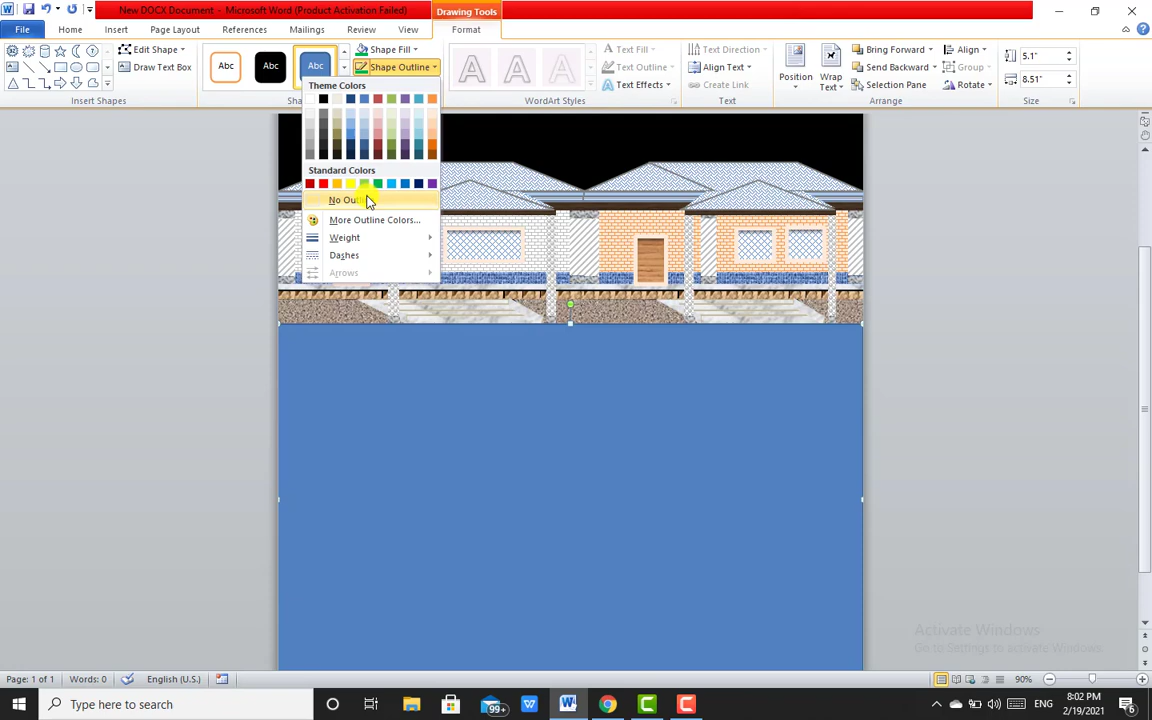 New DOCX Document - Microsoft Word (Product Activation Failed)
Drawing Tools
File
Home
Insert
Page Layout
References
Mailings
Review
View
Format
Edit Shape
Draw Text Box
Insert Shapes
Abc
Abc
Abc
Shape Fill
Shape Outline
Theme Colors
Standard Colors
More Outline Colors...
Weight
Dashes
Arrows
A A A
WordArt Styles
Text Fill
Text Outline
Text Effects
Text Direction
Align Text
Create Link
Text
Position
Wrap Text
Bring Forward
Send Backward
Selection Pane
Align
Group
Rotate
Arrange
5.1"
8.51"
Size
Activate Windows
Go to Settings to activate Windows.
Page: 1 of 1
Words: 0
English (U.S.)
90%
Type here to search
99+
ENG
8:02 PM
2/19/2021
6